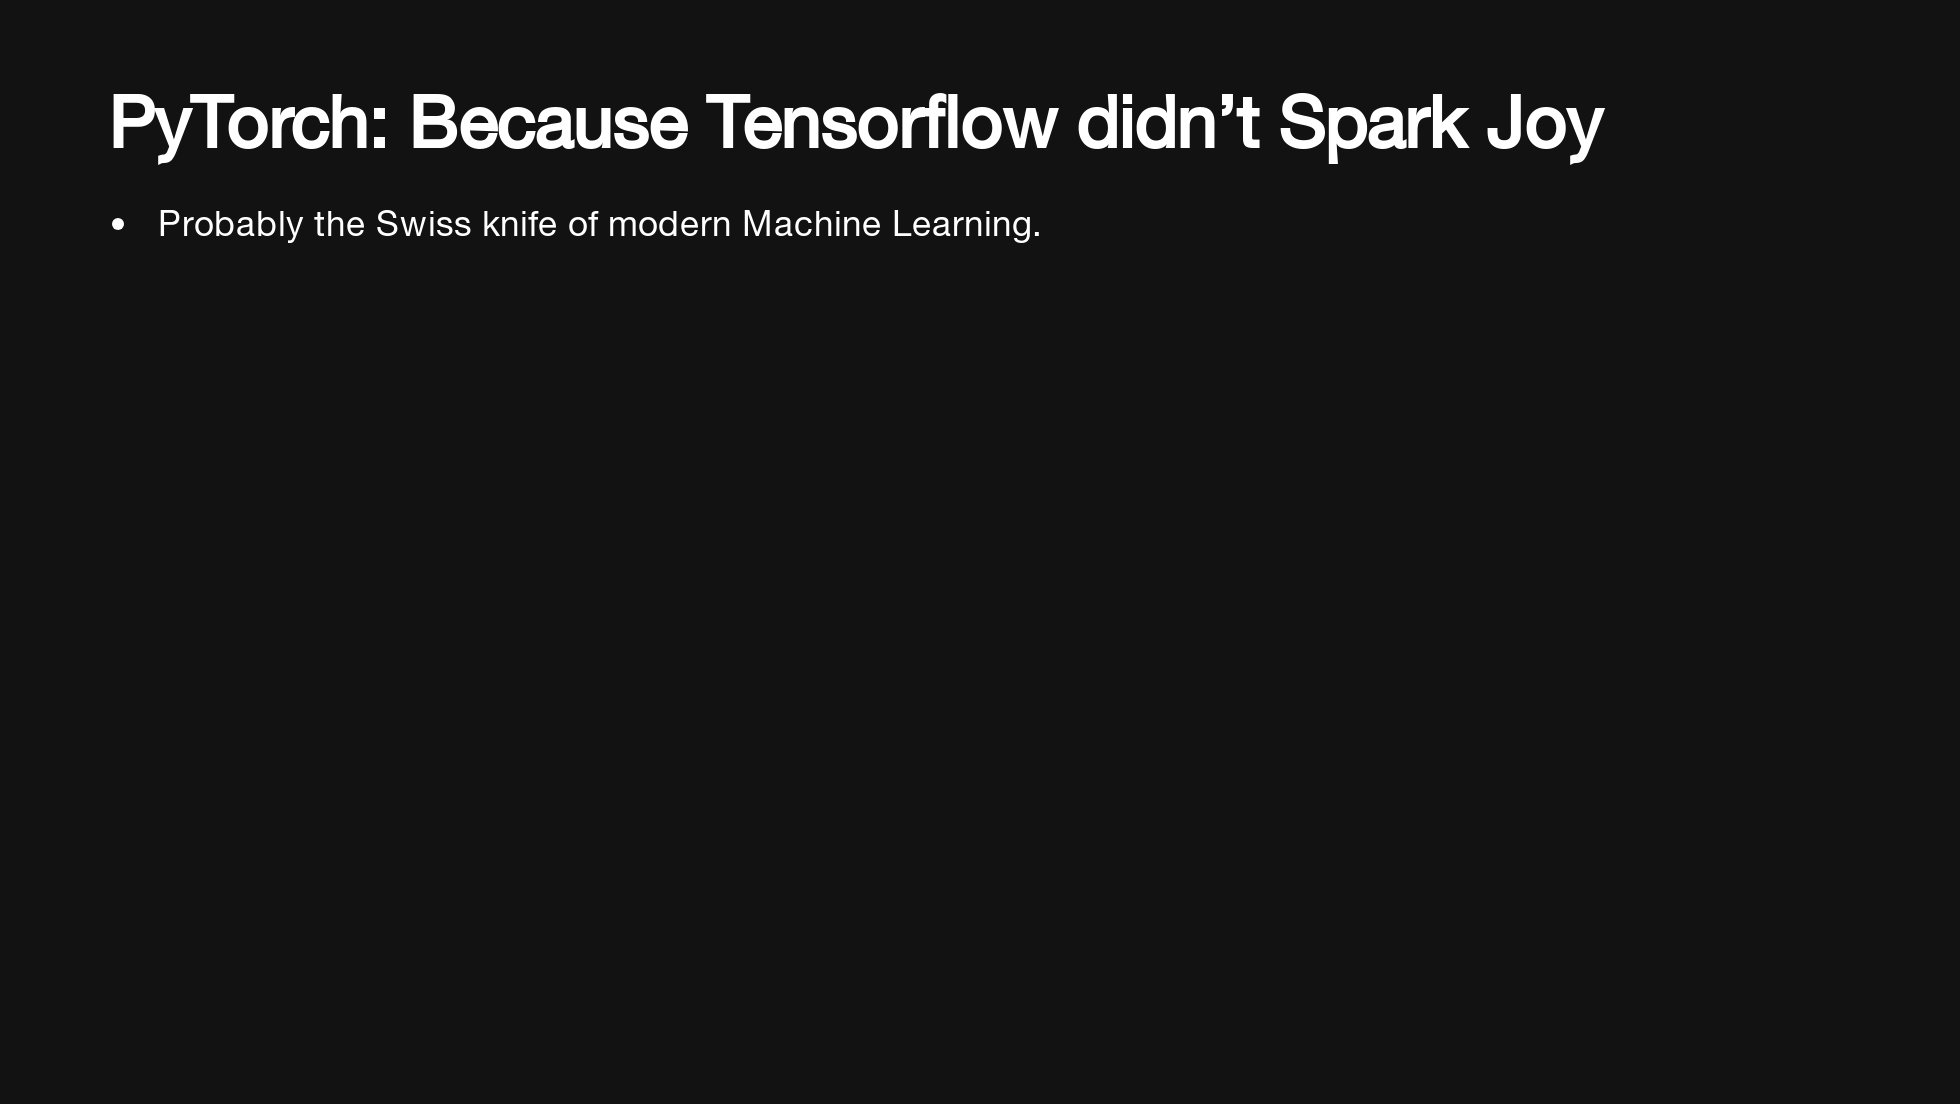 PyTorch: Because Tensorflow didn’t Spark Joy
• Probably the Swiss knife of modern Machine Learning.